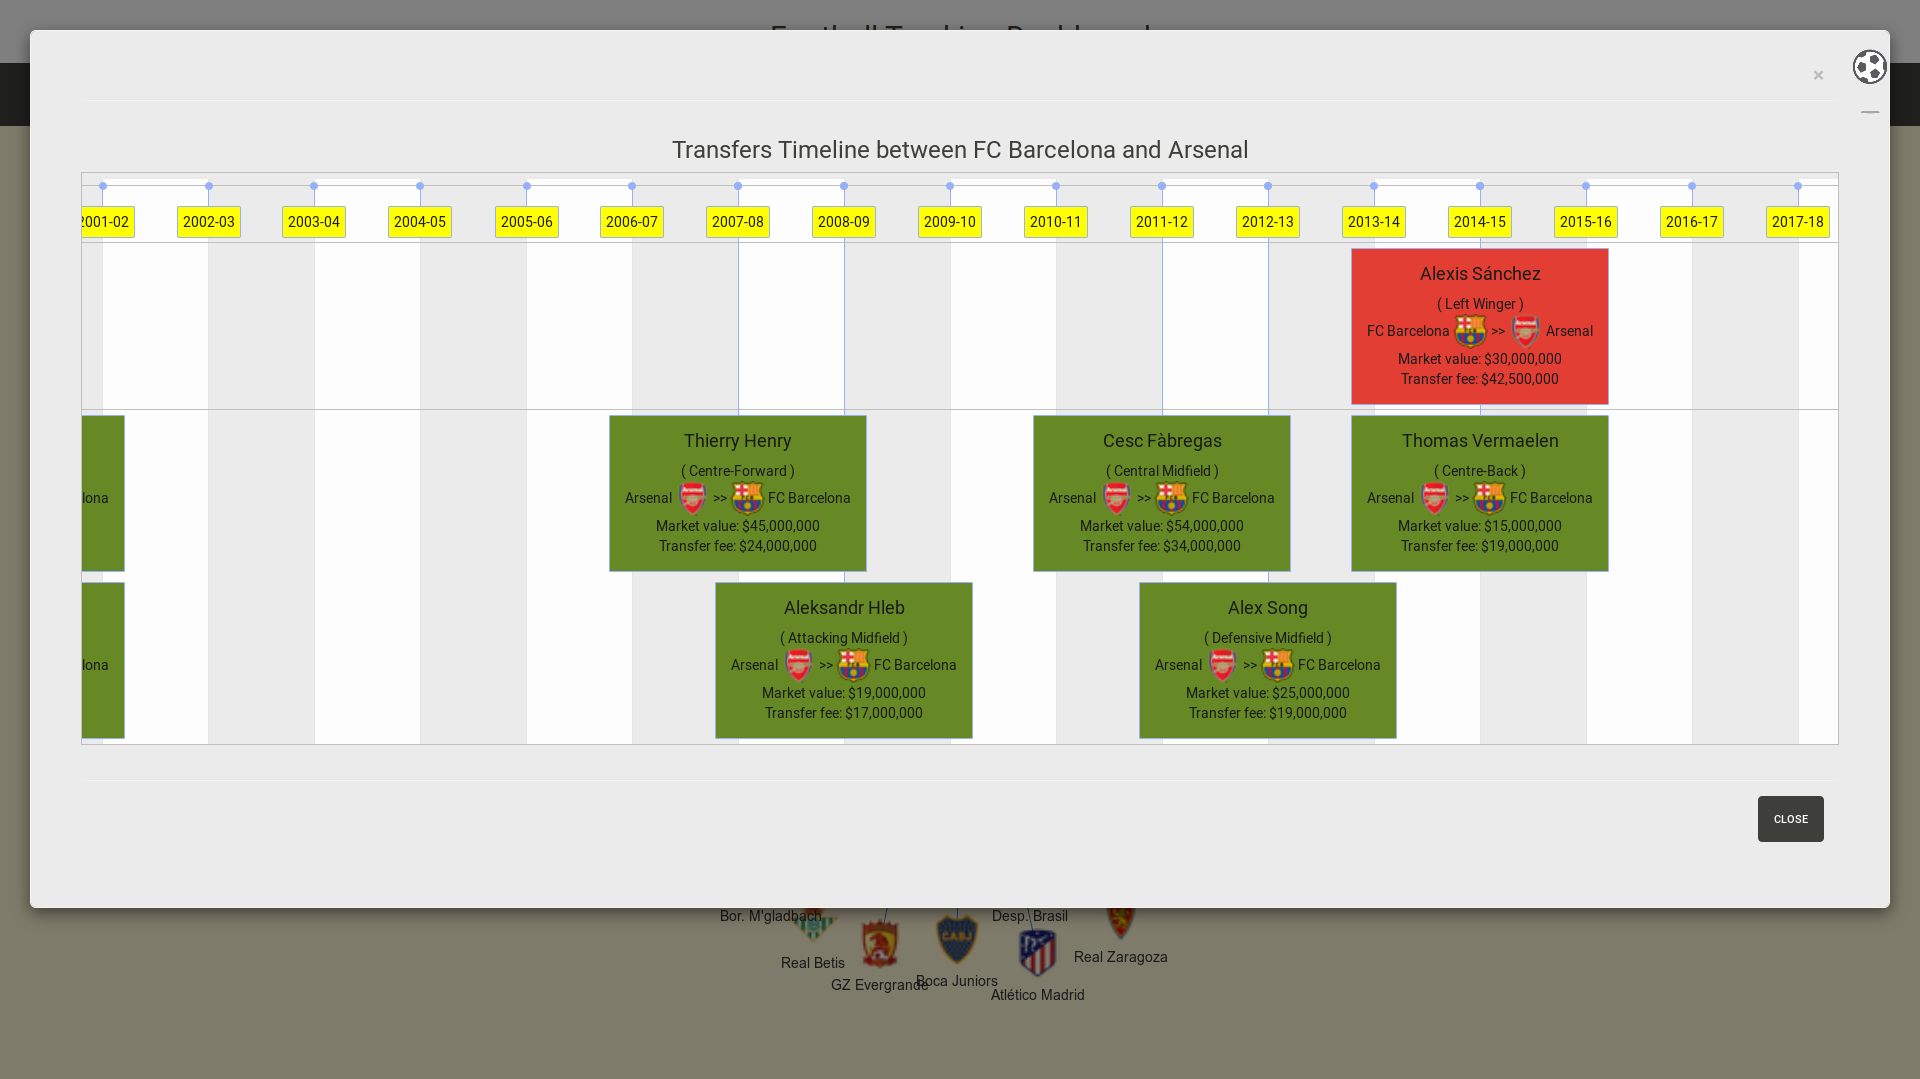 ×
Transfers Timeline between FC Barcelona and Arsenal
2001-02 2002-03 2003-04 2004-05 2005-06 2006-07 2007-08 2008-09 2009-10 2010-11 2011-12 2012-13 2013-14 2014-15 2015-16 2016-17 2017-18
Alexis Sánchez
( Left Winger )
FC Barcelona >> Arsenal
Market value: $30,000,000
Transfer fee: $42,500,000
lona
Thierry Henry
( Centre-Forward )
Arsenal >> FC Barcelona
Market value: $45,000,000
Transfer fee: $24,000,000
Cesc Fàbregas
( Central Midfield )
Arsenal >> FC Barcelona
Market value: $54,000,000
Transfer fee: $34,000,000
Thomas Vermaelen
( Centre-Back )
Arsenal >> FC Barcelona
Market value: $15,000,000
Transfer fee: $19,000,000
lona
Aleksandr Hleb
( Attacking Midfield )
Arsenal >> FC Barcelona
Market value: $19,000,000
Transfer fee: $17,000,000
Alex Song
( Defensive Midfield )
Arsenal >> FC Barcelona
Market value: $25,000,000
Transfer fee: $19,000,000
CLOSE
Bor. M'gladbach
Desp. Brasil
CABJ
Real Betis
Real Zaragoza
GZ Evergrande
Boca Juniors
Atlético Madrid